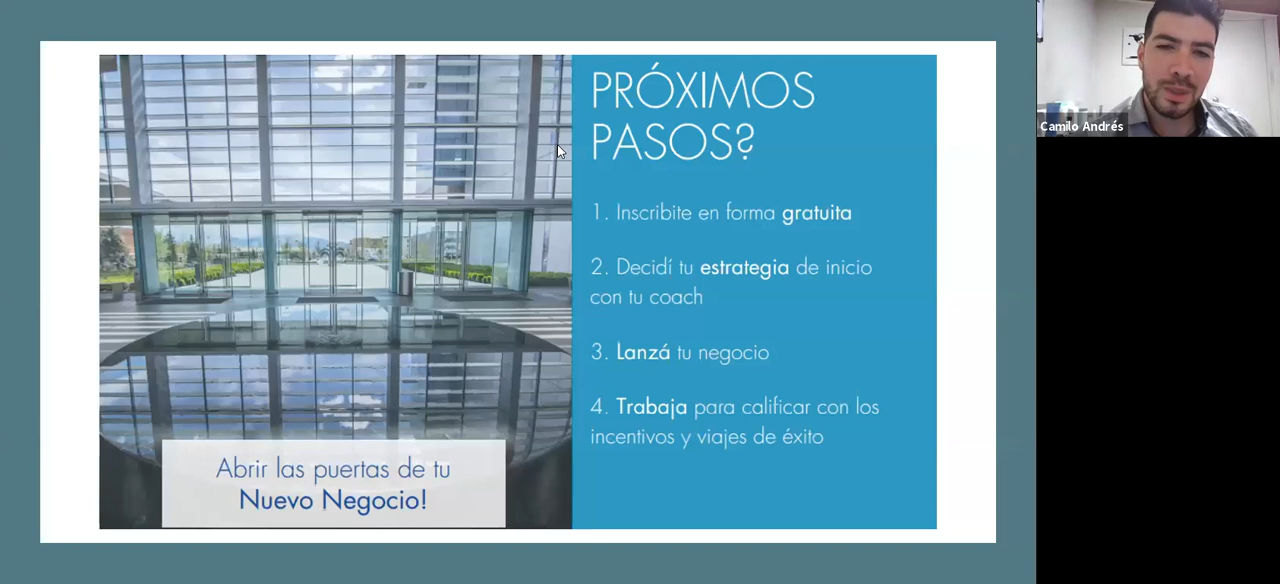 PRÓXIMOS
PASOS?
1. Inscribite en forma gratuita
2. Decidí tu estrategia de inicio
con tu coach
3. Lanzá tu negocio
4. Trabaja para calificar con los
incentivos y viajes de éxito
Abrir las puertas de tu
Nuevo Negocio!
Camilo Andrés